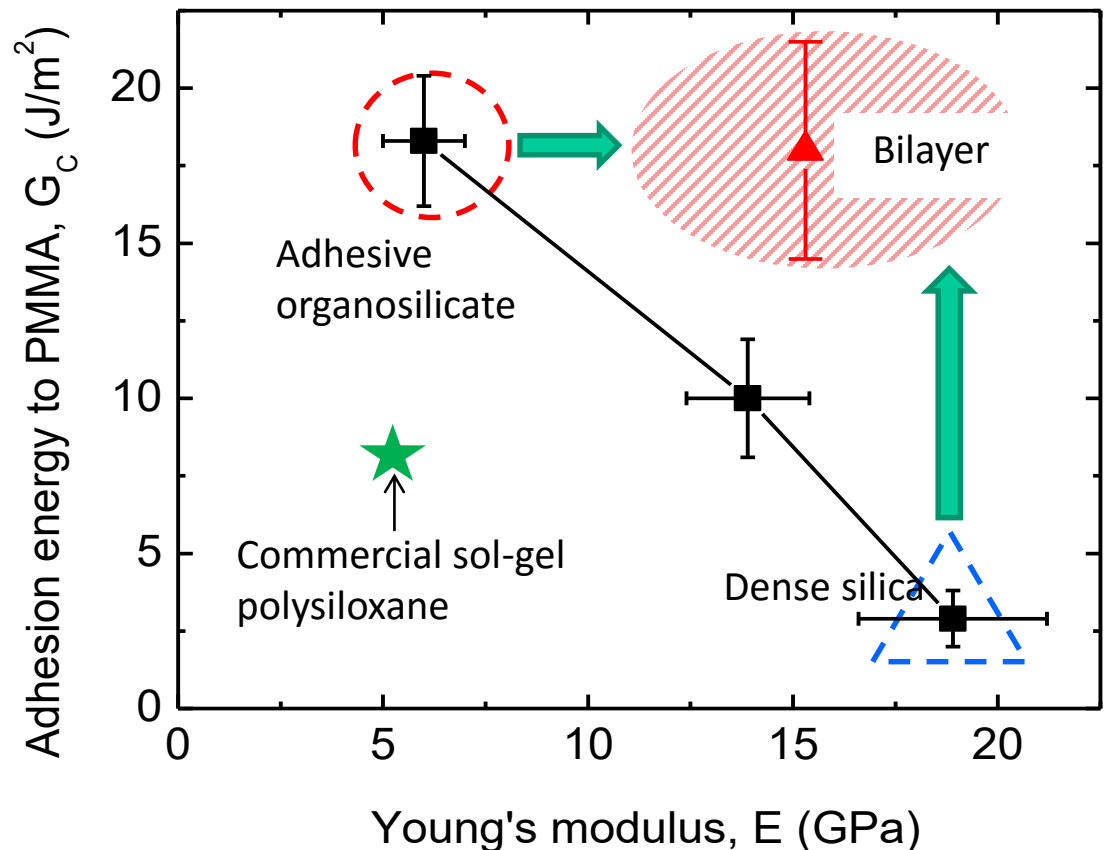 Adhesion energy to PMMA, G_C (J/m²)
20
15
10
5
0
Bilayer
Adhesive
organosilicate
Commercial sol-gel
polysiloxane
Dense silica
0 5 10 15 20
Young's modulus, E (GPa)